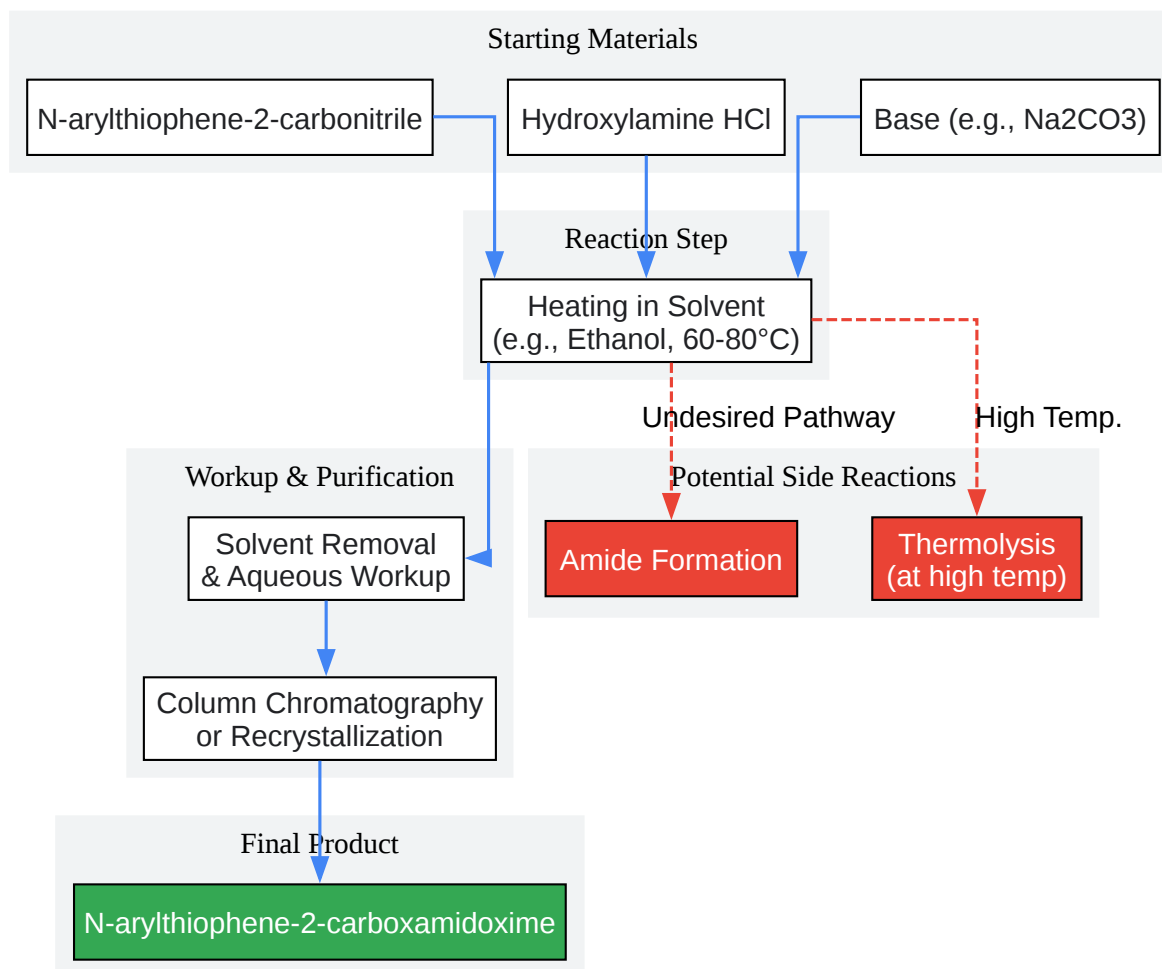 Starting Materials
N-arylthiophene-2-carbonitrile
Hydroxylamine HCl
Base (e.g., Na2CO3)
Reaction Step
Heating in Solvent
(e.g., Ethanol, 60-80°C)
Undesired Pathway
High Temp.
Workup & Purification
Potential Side Reactions
Solvent Removal
& Aqueous Workup
Amide Formation
Thermolysis
(at high temp)
Column Chromatography
or Recrystallization
Final Product
N-arylthiophene-2-carboxamidoxime